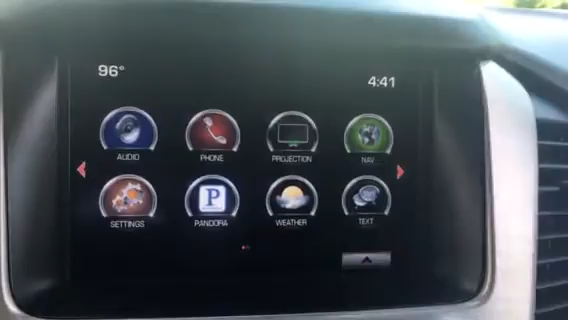 96°
4:41
AUDIO PHONE PROJECTION NAV
P
SETTINGS PANDORA WEATHER TEXT